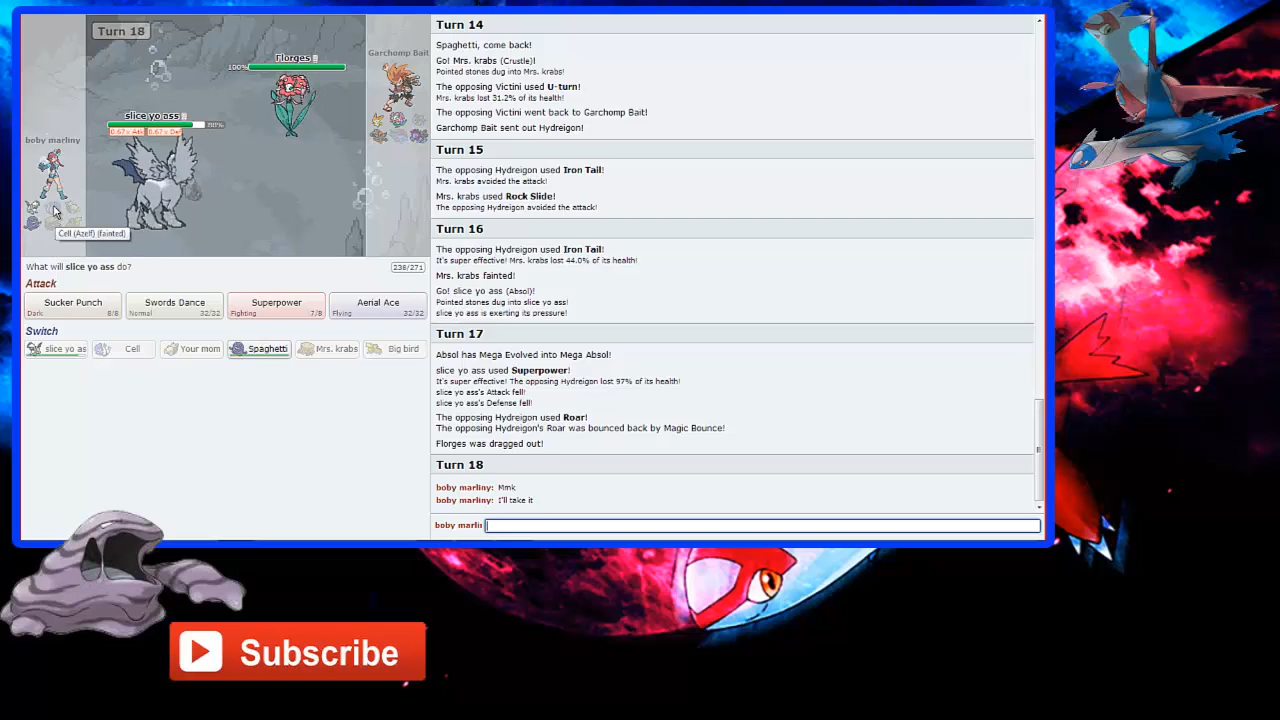 Turn 18
Florges
100%
Garchomp Bait
slice yo ass
boby marliny
Cell (Azelf) (fainted)
What will slice yo ass do?
238/271
Attack
Sucker Punch
Dark 8/8
Swords Dance
Normal 32/32
Superpower
Fighting 7/8
Aerial Ace
Flying 32/32
Switch
slice yo as
Cell
Your mom
Spaghetti
Mrs. krabs
Big bird
Turn 14
Spaghetti, come back!
Go! Mrs. krabs (Crustle)!
Pointed stones dug into Mrs. krabs!
The opposing Victini used U-turn!
Mrs. krabs lost 31.2% of its health!
The opposing Victini went back to Garchomp Bait!
Garchomp Bait sent out Hydreigon!
Turn 15
The opposing Hydreigon used Iron Tail!
Mrs. krabs avoided the attack!
Mrs. krabs used Rock Slide!
The opposing Hydreigon avoided the attack!
Turn 16
The opposing Hydreigon used Iron Tail!
It's super effective! Mrs. krabs lost 44.0% of its health!
Mrs. krabs fainted!
Go! slice yo ass (Absol)!
Pointed stones dug into slice yo ass!
slice yo ass is exerting its pressure!
Turn 17
Absol has Mega Evolved into Mega Absol!
slice yo ass used Superpower!
It's super effective! The opposing Hydreigon lost 97% of its health!
slice yo ass's Attack fell!
slice yo ass's Defense fell!
The opposing Hydreigon used Roar!
The opposing Hydreigon's Roar was bounced back by Magic Bounce!
Florges was dragged out!
Turn 18
boby marliny: Mmk
boby marliny: I'll take it
boby marlin
Subscribe